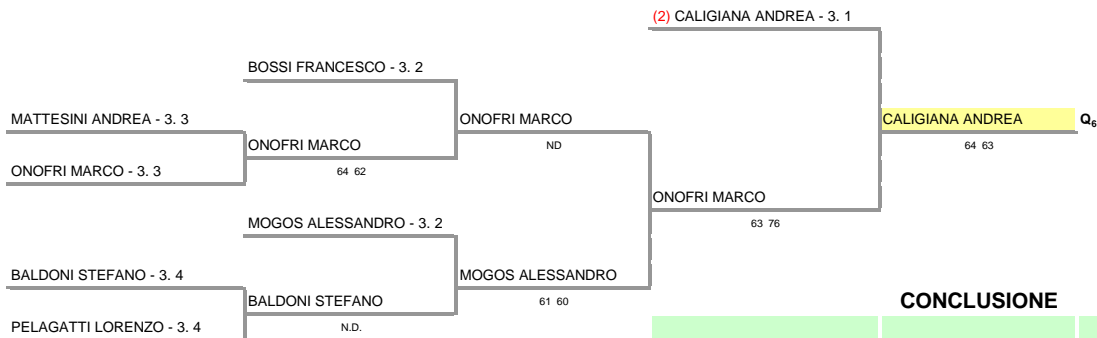 (2) CALIGIANA ANDREA - 3. 1
BOSSI FRANCESCO - 3. 2
MATTESINI ANDREA - 3. 3
ONOFRI MARCO
CALIGIANA ANDREA Q6
ONOFRI MARCO
ND
64 63
ONOFRI MARCO - 3. 3
64 62
ONOFRI MARCO
MOGOS ALESSANDRO - 3. 2
63 76
BALDONI STEFANO - 3. 4
MOGOS ALESSANDRO
BALDONI STEFANO
61 60
CONCLUSIONE
PELAGATTI LORENZO - 3. 4
N.D.